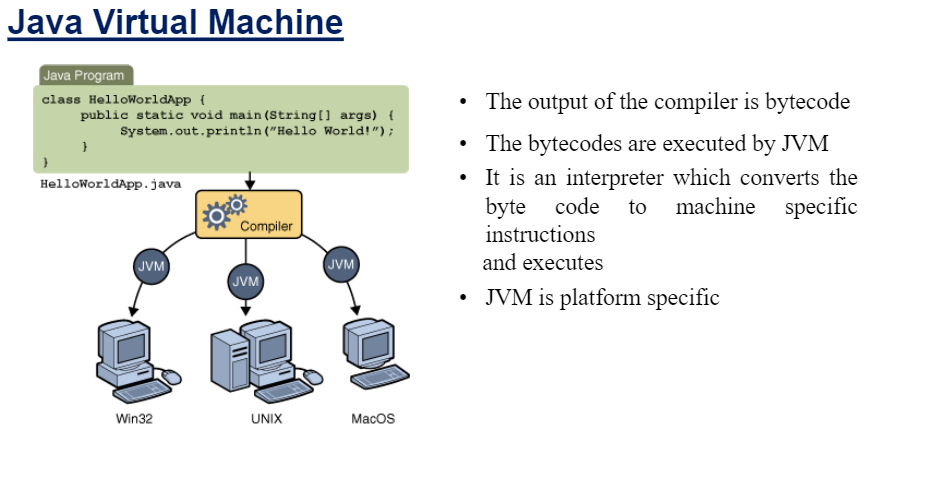 Java Virtual Machine
Java Program
class HelloWorldApp {
public static void main(String[] args) {
System.out.println("Hello World!");
}
}
HelloWorldApp.java
Compiler
JVM
JVM
JVM
Win32
UNIX
MacOS
• The output of the compiler is bytecode
• The bytecodes are executed by JVM
• It is an interpreter which converts the
byte code to machine specific
instructions
and executes
• JVM is platform specific